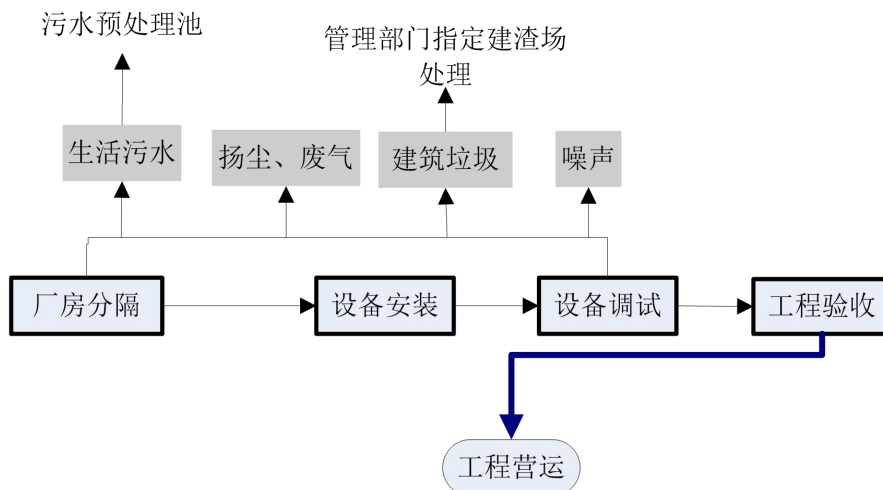 污水预处理池
管理部门指定建渣场
处理
生活污水
扬尘、废气
建筑垃圾
噪声
厂房分隔
设备安装
设备调试
工程验收
工程营运